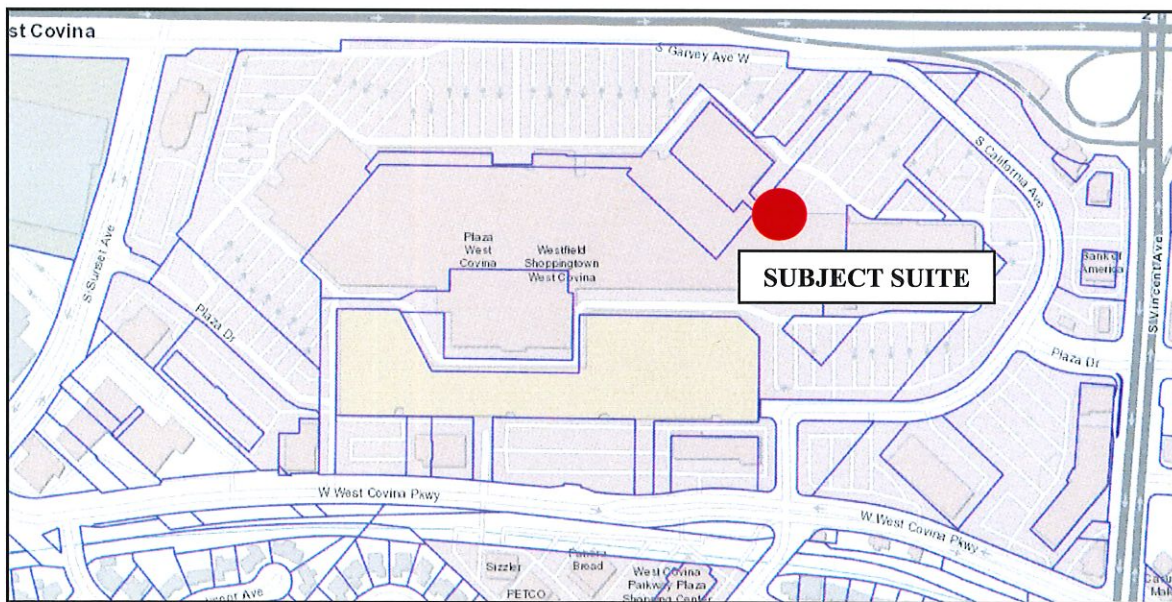 st Covina
S Garvey Ave W
S California Ave
S Sunset Ave
Plaza
West
Covina
Westfield
Shoppingtown
West Covina
SUBJECT SUITE
Bank Of
America
S Vincent Ave
Plaza Dr
Plaza Dr
W West Covina Pkwy
W West Covina Pkwy
Sizzler
Panera
Bread
PETCO
West Covina
Parkway Plaza
Shopping Center